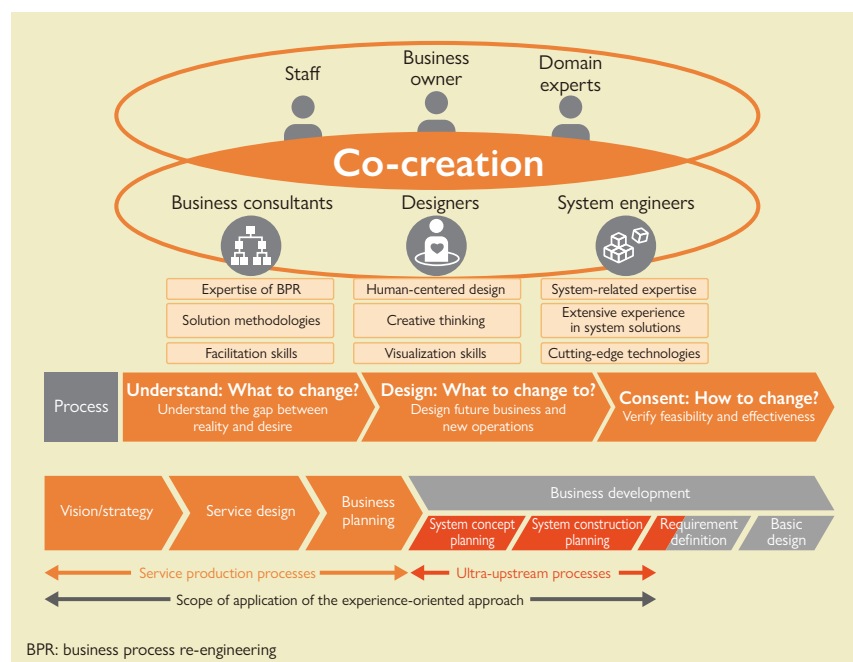 Staff
Business
owner
Domain
experts
Co-creation
Business consultants
Designers
System engineers
Expertise of BPR
Human-centered design
System-related expertise
Solution methodologies
Creative thinking
Extensive experience
in system solutions
Facilitation skills
Visualization skills
Cutting-edge technologies
Process
Understand: What to change?
Understand the gap between
reality and desire
Design: What to change to?
Design future business and
new operations
Consent: How to change?
Verify feasibility and effectiveness
Vision/strategy
Service design
Business
planning
Business development
System concept
planning
System construction
planning
Requirement
definition
Basic
design
Service production processes
Ultra-upstream processes
Scope of application of the experience-oriented approach
BPR: business process re-engineering